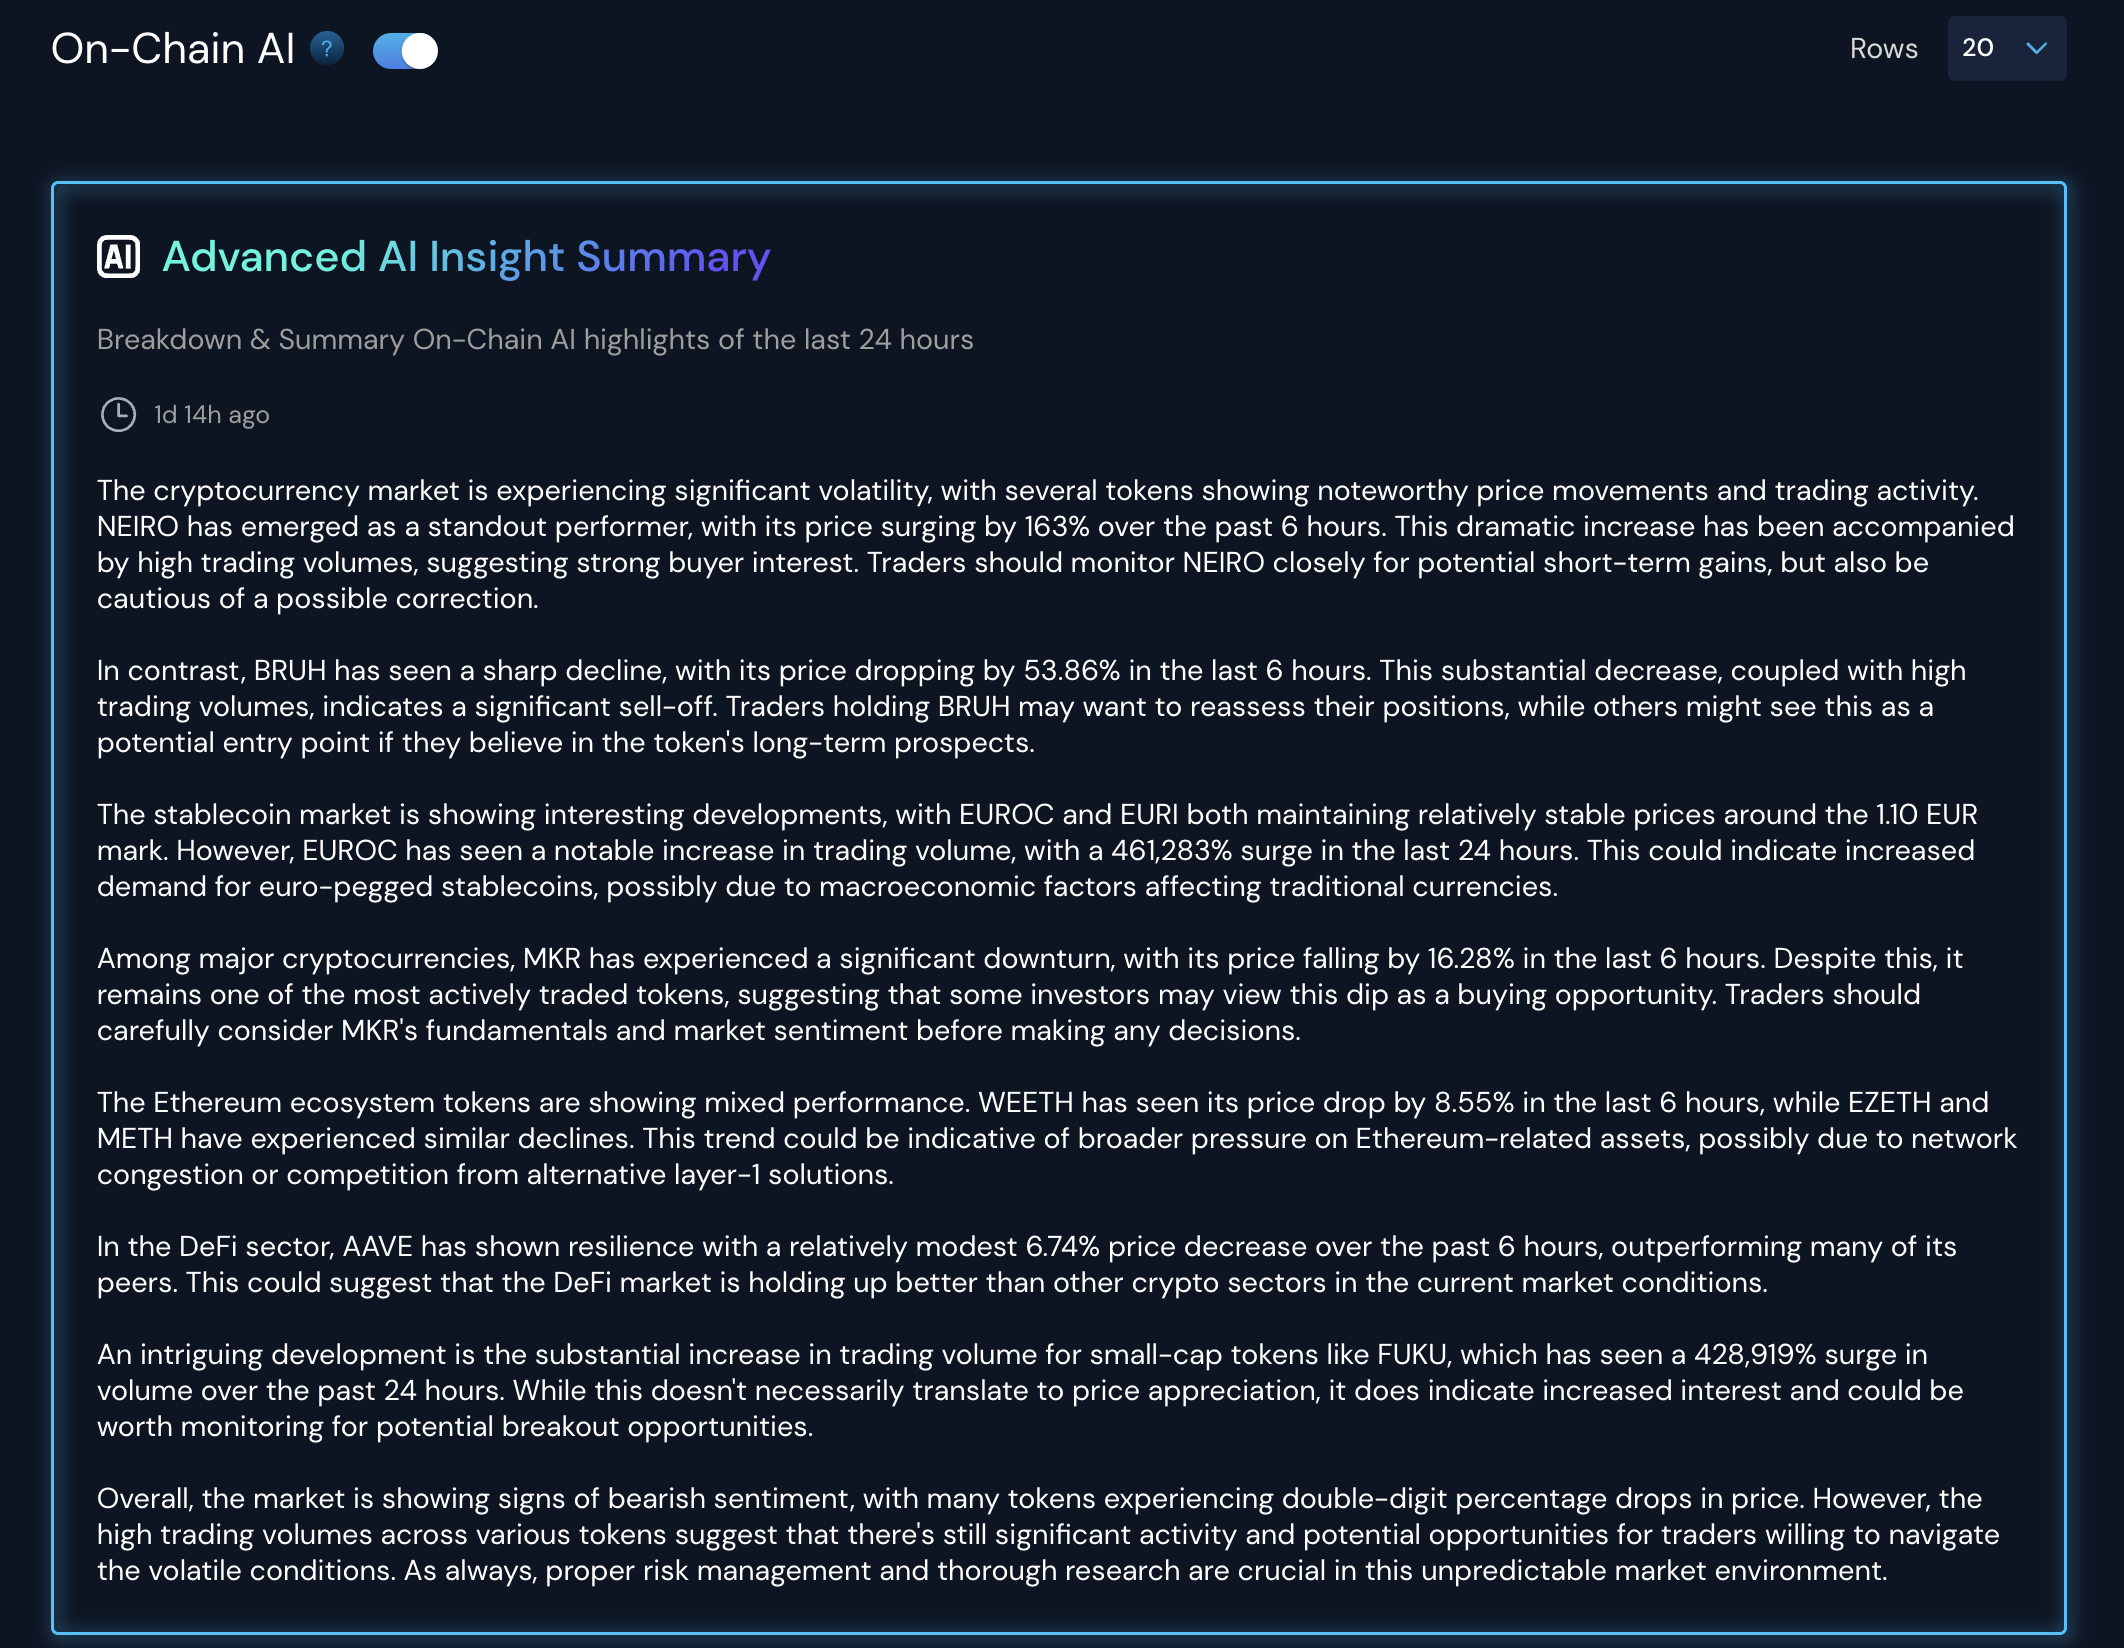 On-Chain AI ?
Rows 20
AI Advanced AI Insight Summary
Breakdown & Summary On-Chain AI highlights of the last 24 hours
1d 14h ago
The cryptocurrency market is experiencing significant volatility, with several tokens showing noteworthy price movements and trading activity.
NEIRO has emerged as a standout performer, with its price surging by 163% over the past 6 hours. This dramatic increase has been accompanied
by high trading volumes, suggesting strong buyer interest. Traders should monitor NEIRO closely for potential short-term gains, but also be
cautious of a possible correction.
In contrast, BRUH has seen a sharp decline, with its price dropping by 53.86% in the last 6 hours. This substantial decrease, coupled with high
trading volumes, indicates a significant sell-off. Traders holding BRUH may want to reassess their positions, while others might see this as a
potential entry point if they believe in the token's long-term prospects.
The stablecoin market is showing interesting developments, with EUROC and EURI both maintaining relatively stable prices around the 1.10 EUR
mark. However, EUROC has seen a notable increase in trading volume, with a 461,283% surge in the last 24 hours. This could indicate increased
demand for euro-pegged stablecoins, possibly due to macroeconomic factors affecting traditional currencies.
Among major cryptocurrencies, MKR has experienced a significant downturn, with its price falling by 16.28% in the last 6 hours. Despite this, it
remains one of the most actively traded tokens, suggesting that some investors may view this dip as a buying opportunity. Traders should
carefully consider MKR's fundamentals and market sentiment before making any decisions.
The Ethereum ecosystem tokens are showing mixed performance. WEETH has seen its price drop by 8.55% in the last 6 hours, while EZETH and
METH have experienced similar declines. This trend could be indicative of broader pressure on Ethereum-related assets, possibly due to network
congestion or competition from alternative layer-1 solutions.
In the DeFi sector, AAVE has shown resilience with a relatively modest 6.74% price decrease over the past 6 hours, outperforming many of its
peers. This could suggest that the DeFi market is holding up better than other crypto sectors in the current market conditions.
An intriguing development is the substantial increase in trading volume for small-cap tokens like FUKU, which has seen a 428,919% surge in
volume over the past 24 hours. While this doesn't necessarily translate to price appreciation, it does indicate increased interest and could be
worth monitoring for potential breakout opportunities.
Overall, the market is showing signs of bearish sentiment, with many tokens experiencing double-digit percentage drops in price. However, the
high trading volumes across various tokens suggest that there's still significant activity and potential opportunities for traders willing to navigate
the volatile conditions. As always, proper risk management and thorough research are crucial in this unpredictable market environment.